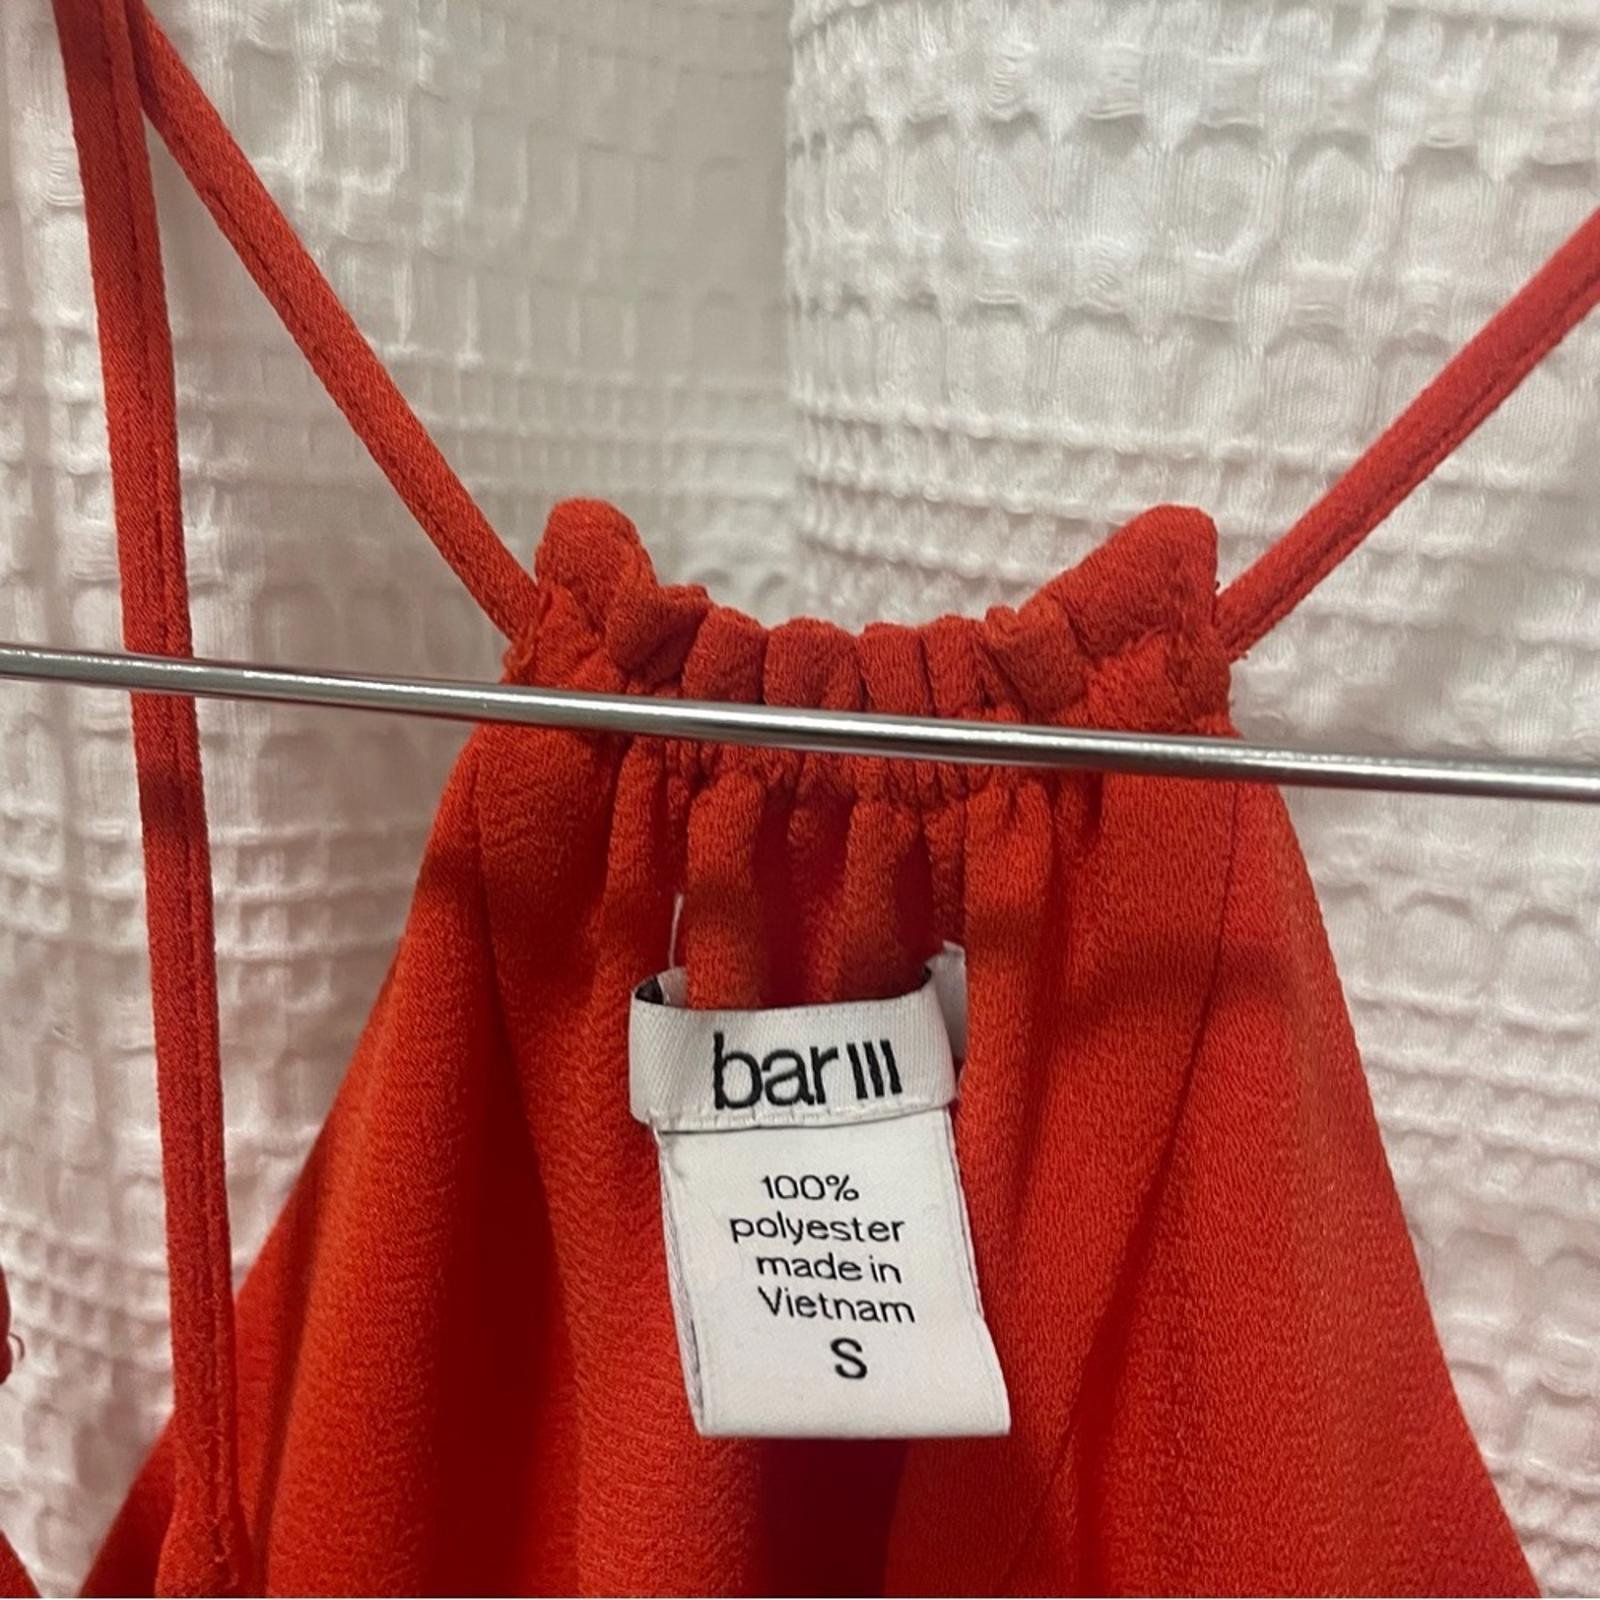 bar III
100%
polyester
made in
Vietnam
S